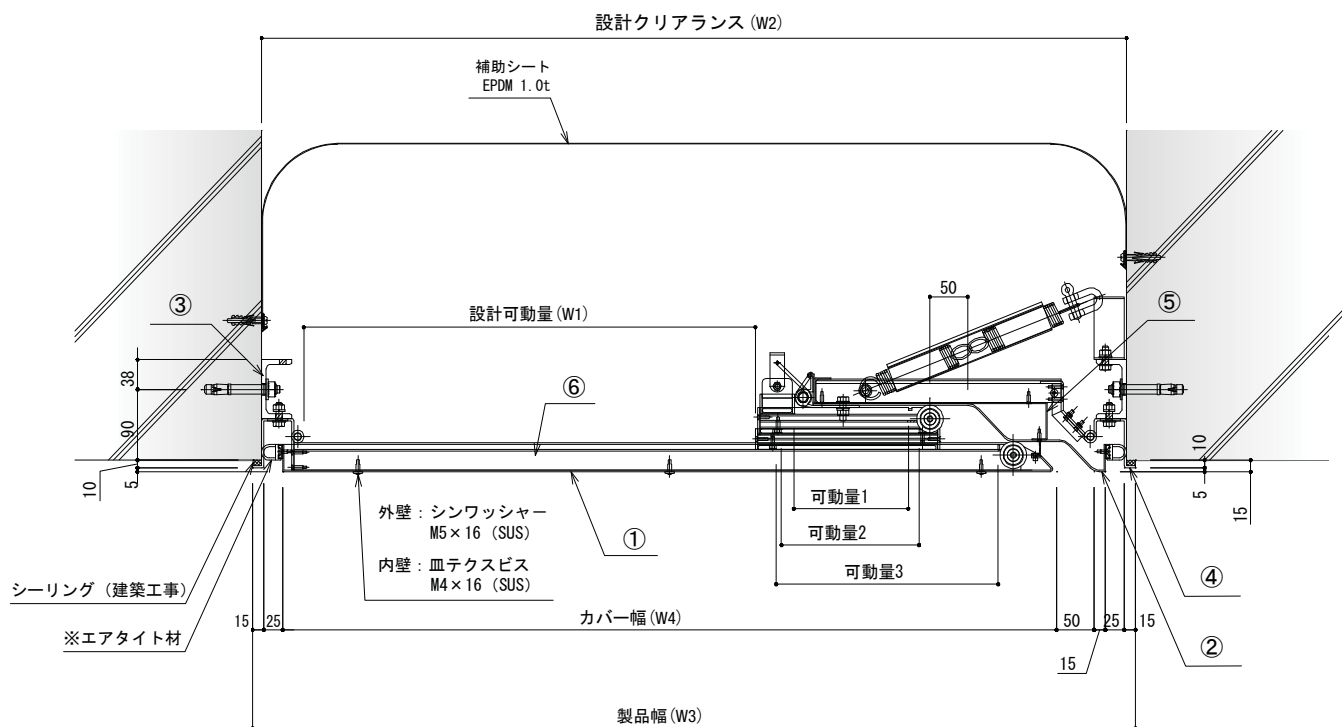 設計クリアランス(W2)
補助シート
EPDM 1.0t
③
設計可動量(W1)
50
⑤
38
90
⑥
10
5
10
5
15
可動量1
可動量2
可動量3
外壁：シンワッシャー
M5×16 (SUS)
①
内壁：皿テクスビス
M4×16 (SUS)
シーリング（建築工事）
④
※エアタイト材
15
25
カバー幅(W4)
50
25
15
15
②
製品幅(W3)